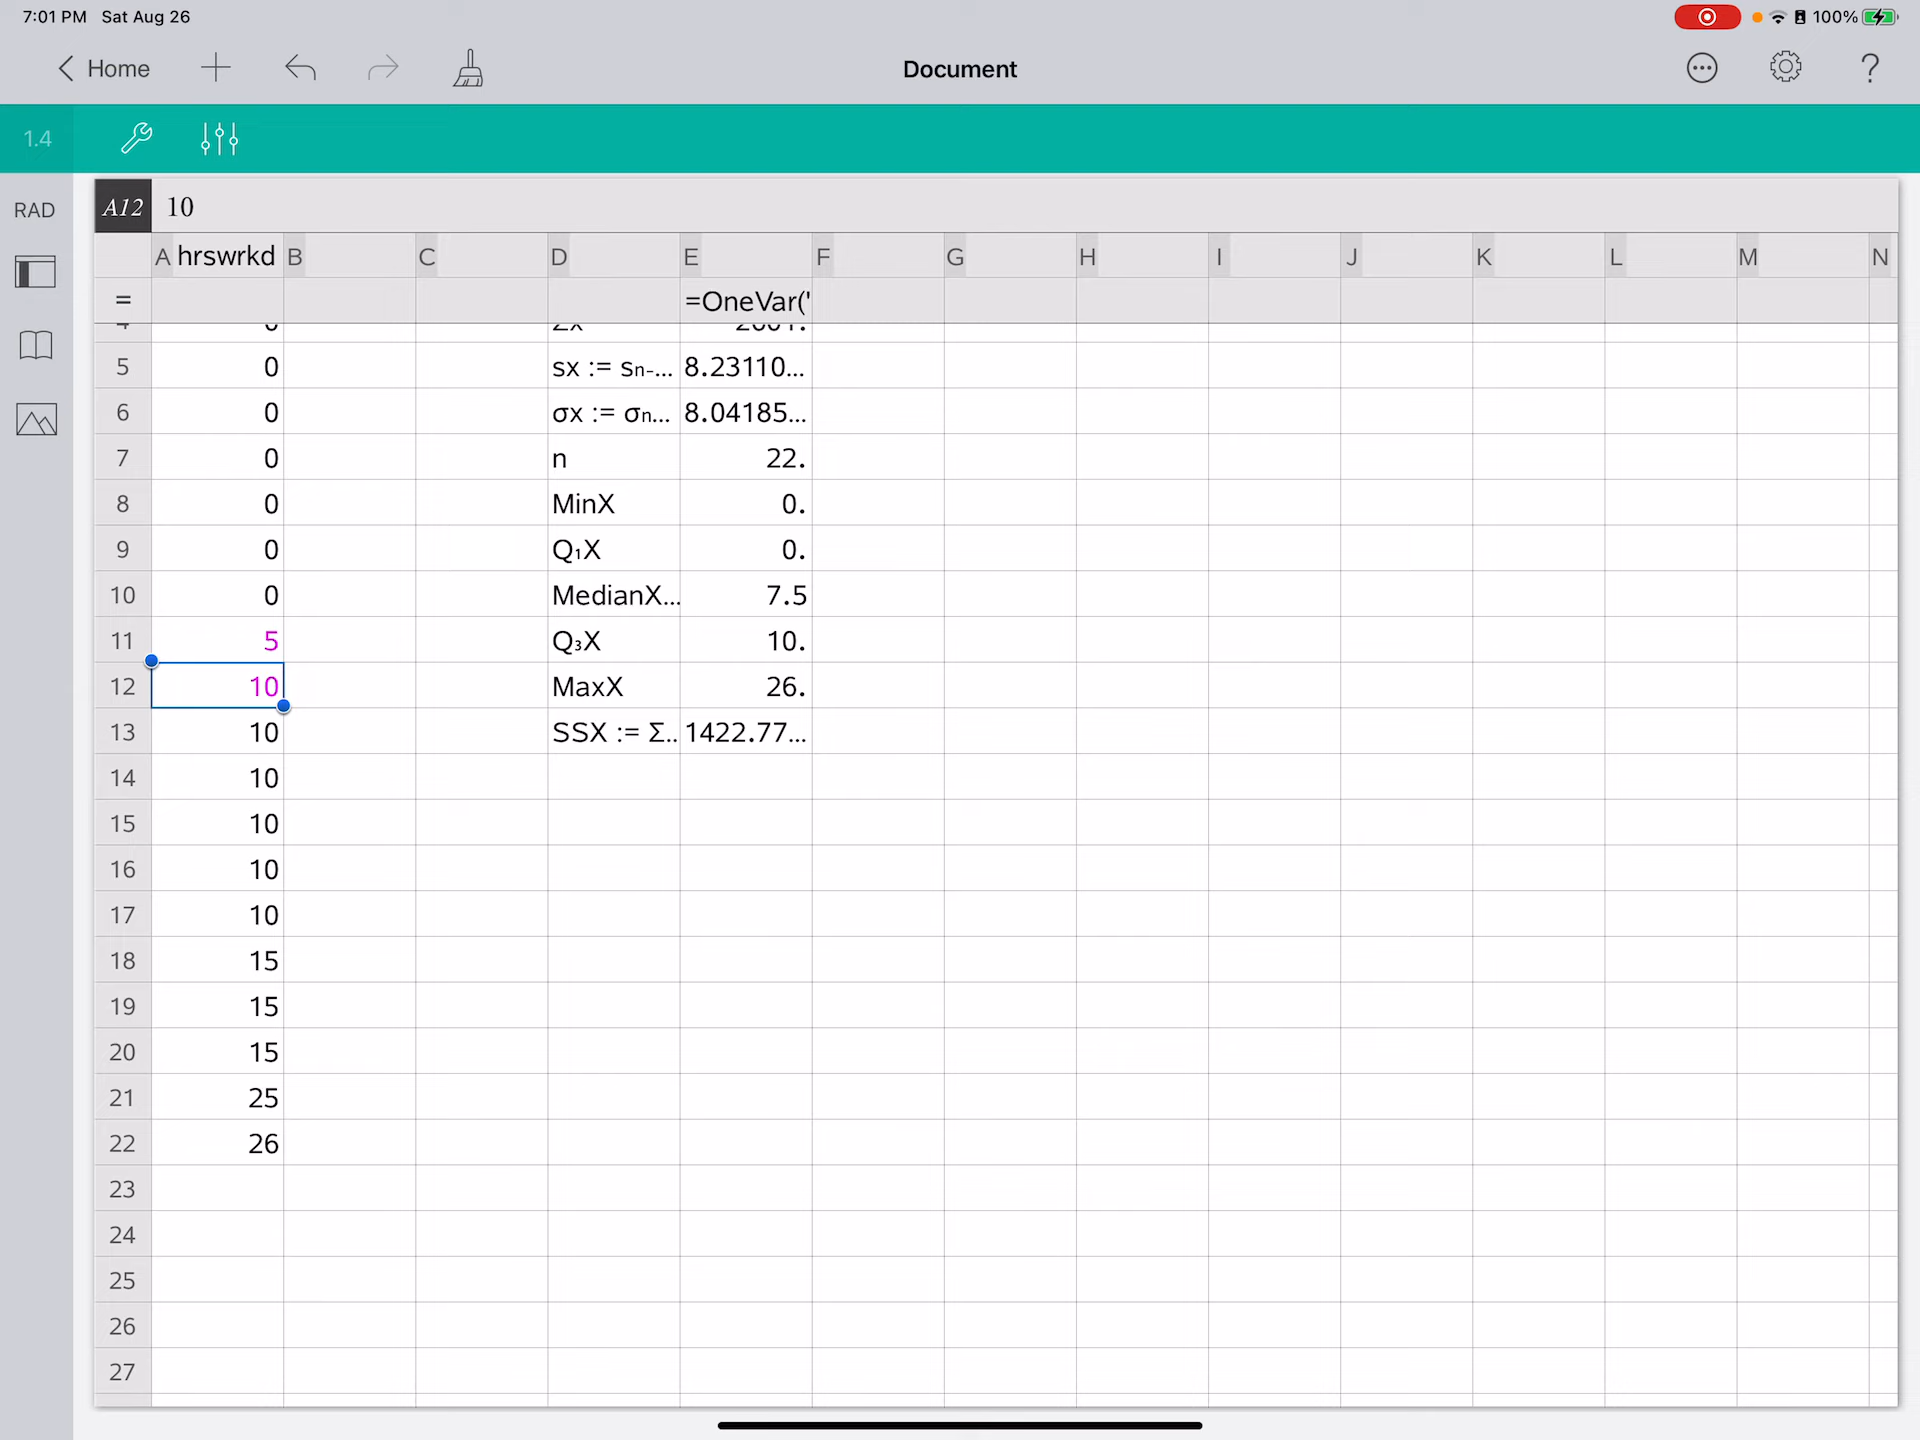 7:01 PM Sat Aug 26
100%
Home
Document
?
1.4
RAD
A12 10
A hrswrkd B C D E F G H I J K L M N
= =OneVar('
5 0 sx := sₙ₋... 8.23110...
6 0 σx := σₙ... 8.04185...
7 0 n 22.
8 0 MinX 0.
9 0 Q₁X 0.
10 0 MedianX... 7.5
11 5 Q₃X 10.
12 10 MaxX 26.
13 10 SSX := Σ... 1422.77...
14 10
15 10
16 10
17 10
18 15
19 15
20 15
21 25
22 26
23
24
25
26
27